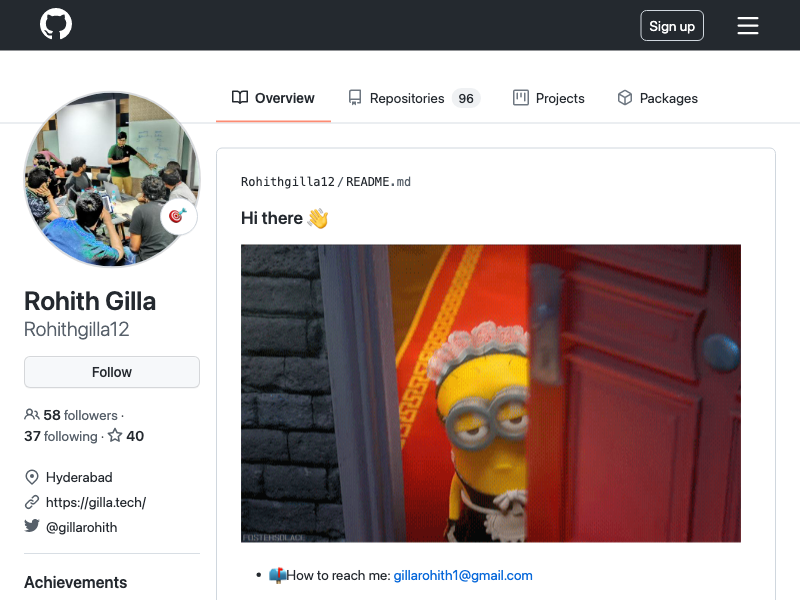 Sign up
Overview
Repositories 96
Projects
Packages
Rohithgilla12/README.md
Hi there 👋
Rohith Gilla
Rohithgilla12
Follow
58 followers ·
37 following · 40
Hyderabad
https://gilla.tech/
@gillarohith
Achievements
POSTERSPLACE
• 📫How to reach me: gillarohith1@gmail.com